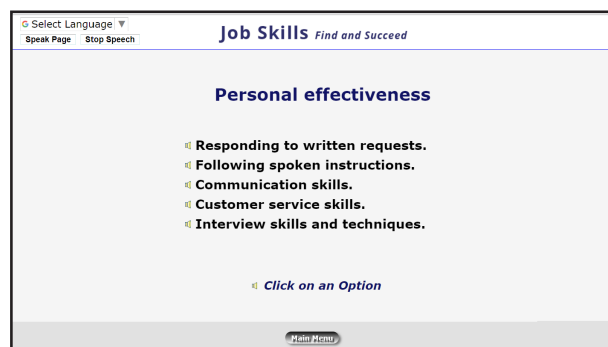 G Select Language ▼
Speak Page Stop Speech
Job Skills Find and Succeed
Personal effectiveness
Responding to written requests.
Following spoken instructions.
Communication skills.
Customer service skills.
Interview skills and techniques.
Click on an Option
Main Menu